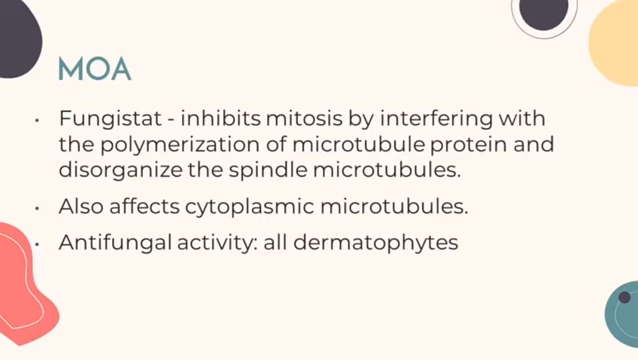 MOA
• Fungistat - inhibits mitosis by interfering with
the polymerization of microtubule protein and
disorganize the spindle microtubules.
• Also affects cytoplasmic microtubules.
• Antifungal activity: all dermatophytes